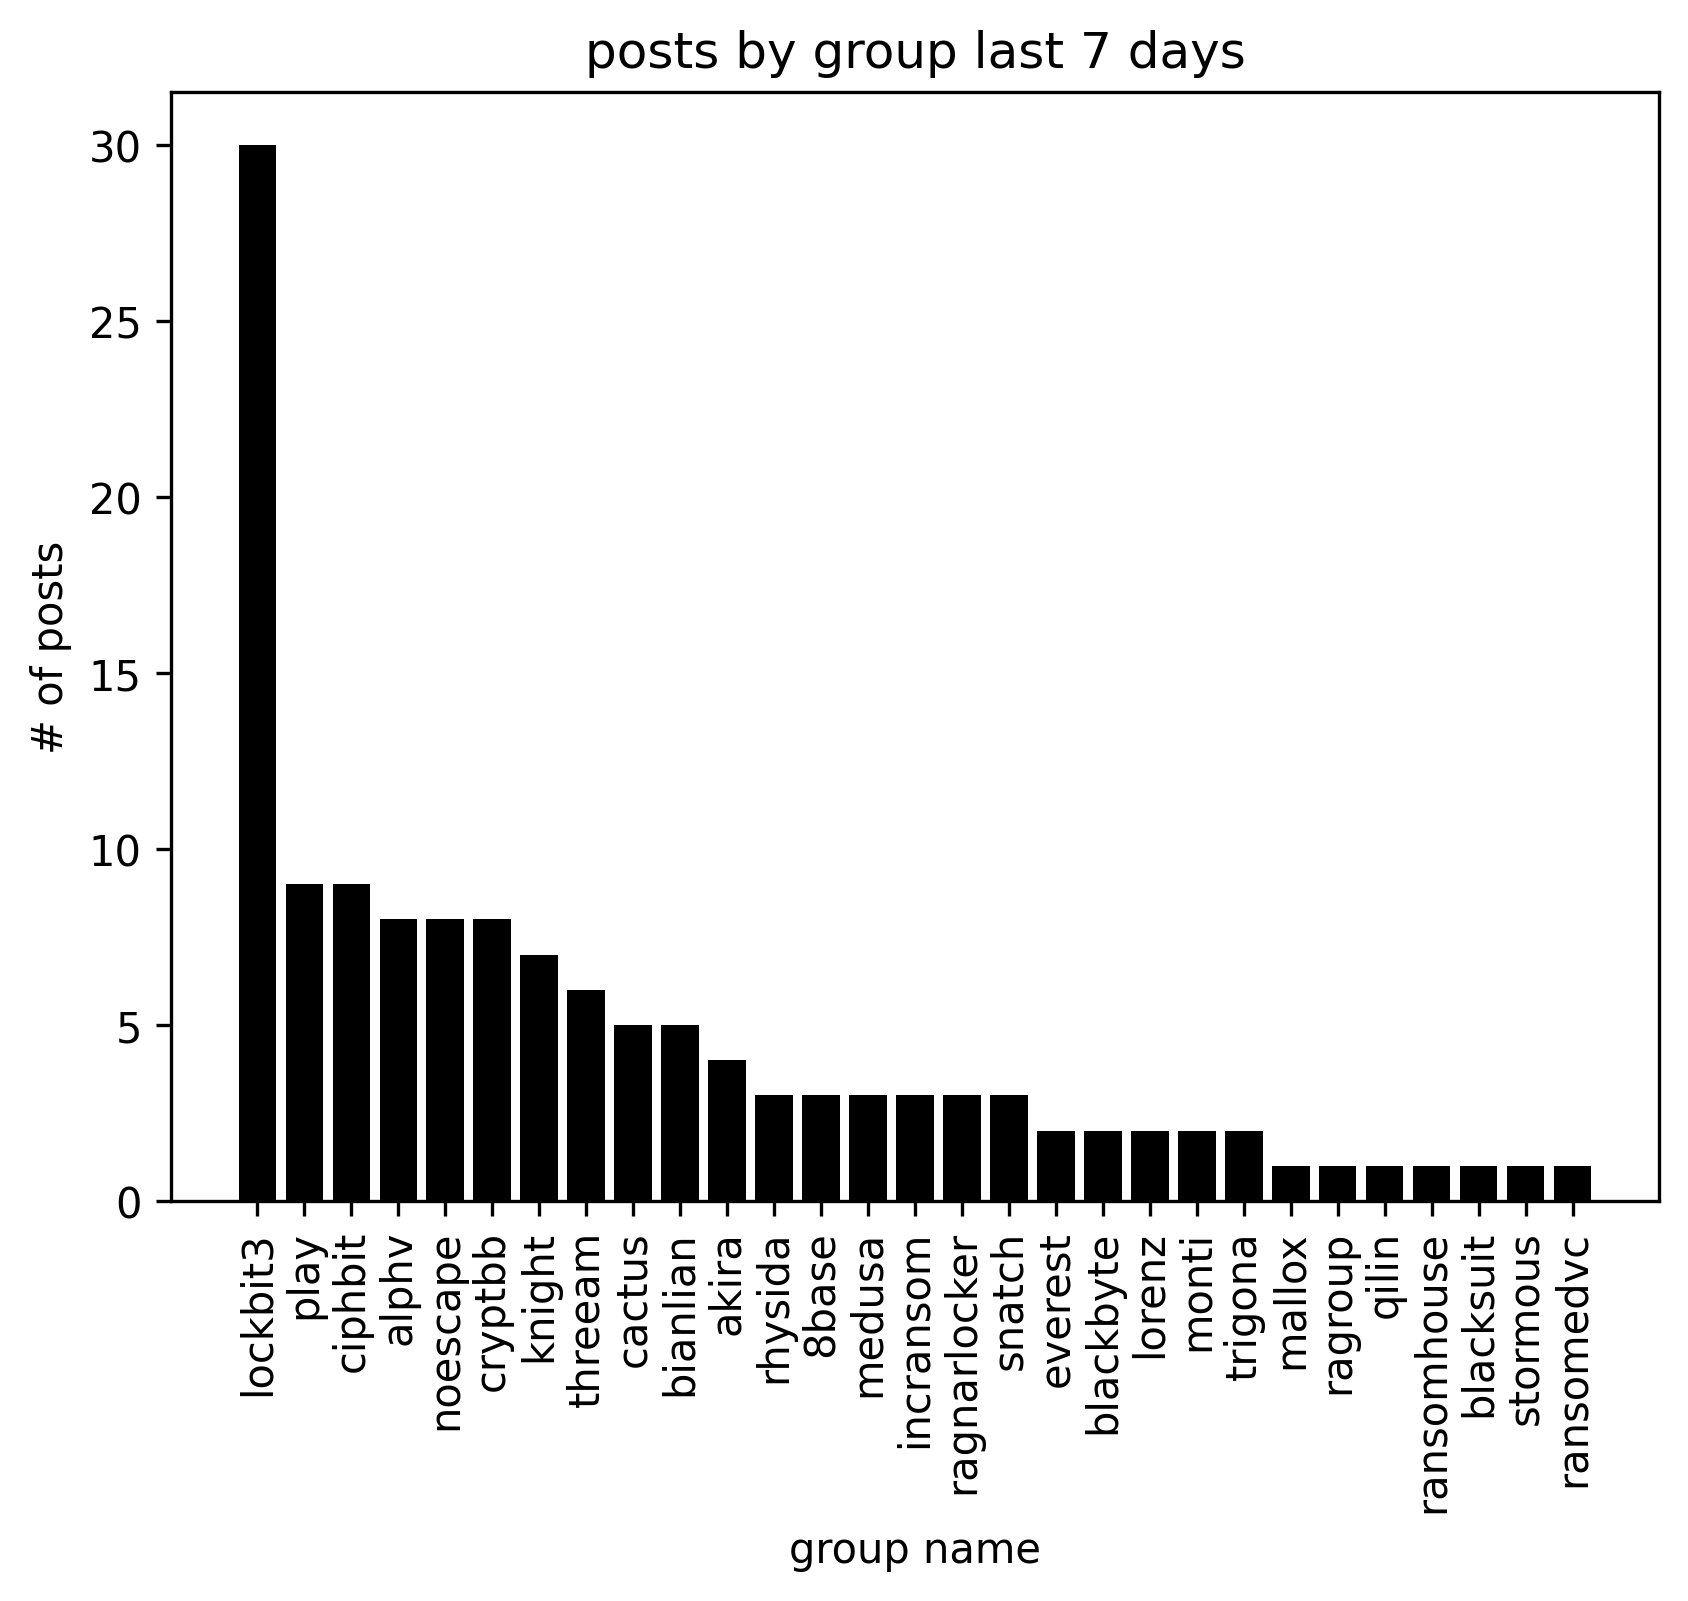 posts by group last 7 days
30
25
20
15
10
5
0
# of posts
lockbit3
play
ciphbit
alphv
noescape
cryptbb
knight
threeam
cactus
bianlian
akira
rhysida
8base
medusa
incransom
ragnarlocker
snatch
everest
blackbyte
lorenz
monti
trigona
mallox
ragroup
qilin
ransomhouse
blacksuit
stormous
ransomedvc
group name